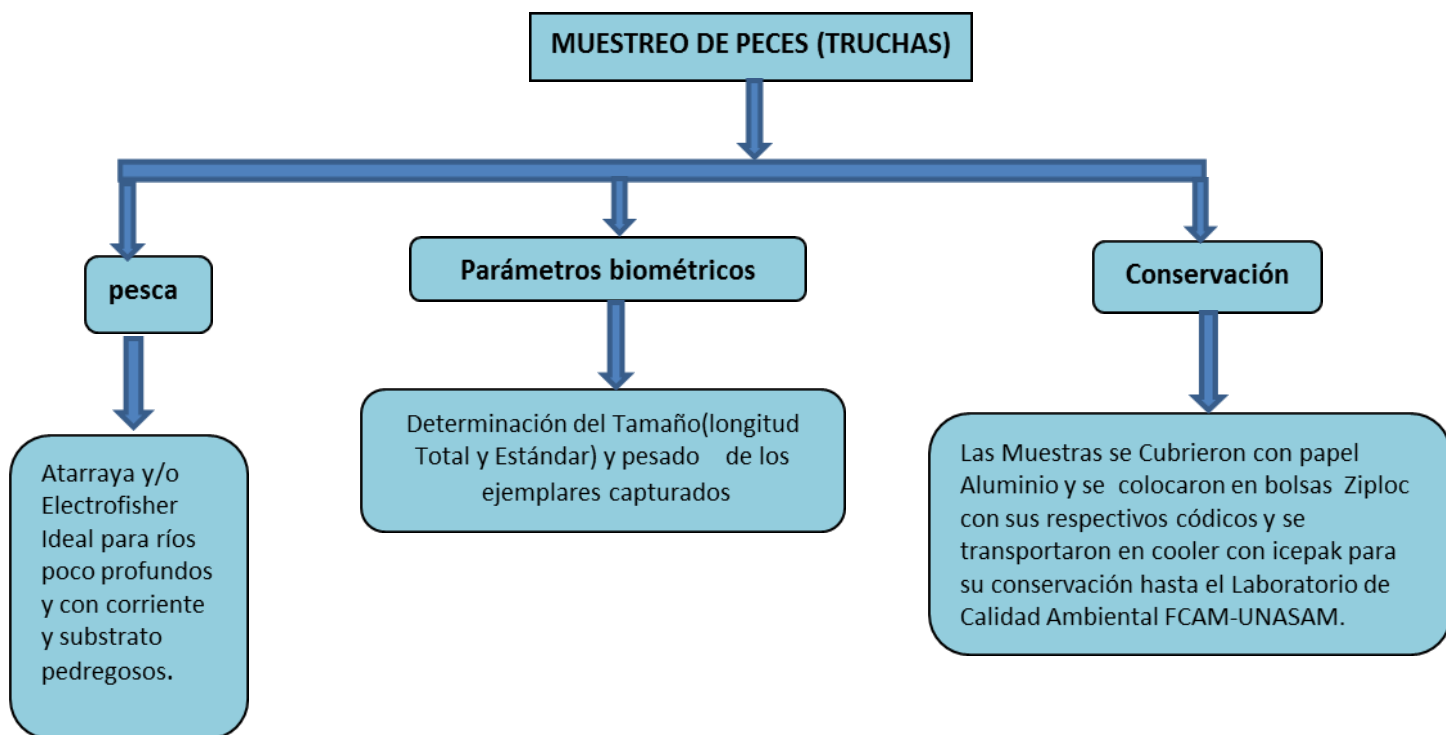 MUESTREO DE PECES (TRUCHAS)
pesca
Parámetros biométricos
Conservación
Atarraya y/o
Electrofisher
Ideal para ríos
poco profundos
y con corriente
y substrato
pedregosos.
Determinación del Tamaño(longitud
Total y Estándar) y pesado de los
ejemplares capturados
Las Muestras se Cubrieron con papel
Aluminio y se colocaron en bolsas Ziploc
con sus respectivos códicos y se
transportaron en cooler con icepak para
su conservación hasta el Laboratorio de
Calidad Ambiental FCAM-UNASAM.